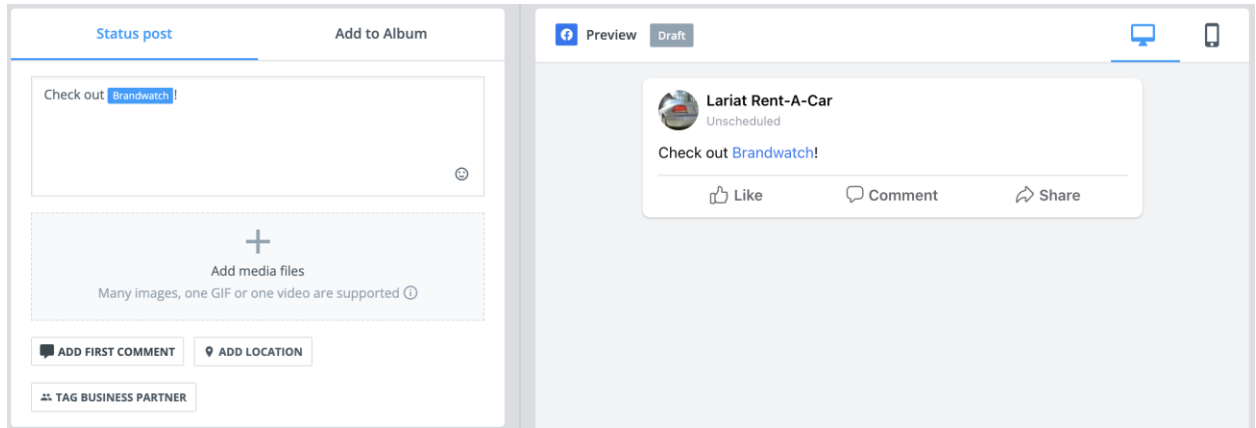 Status post
Add to Album
Check out Brandwatch!
Add media files
Many images, one GIF or one video are supported
ADD FIRST COMMENT
ADD LOCATION
TAG BUSINESS PARTNER
Preview
Draft
Lariat Rent-A-Car
Unscheduled
Check out Brandwatch!
Like
Comment
Share